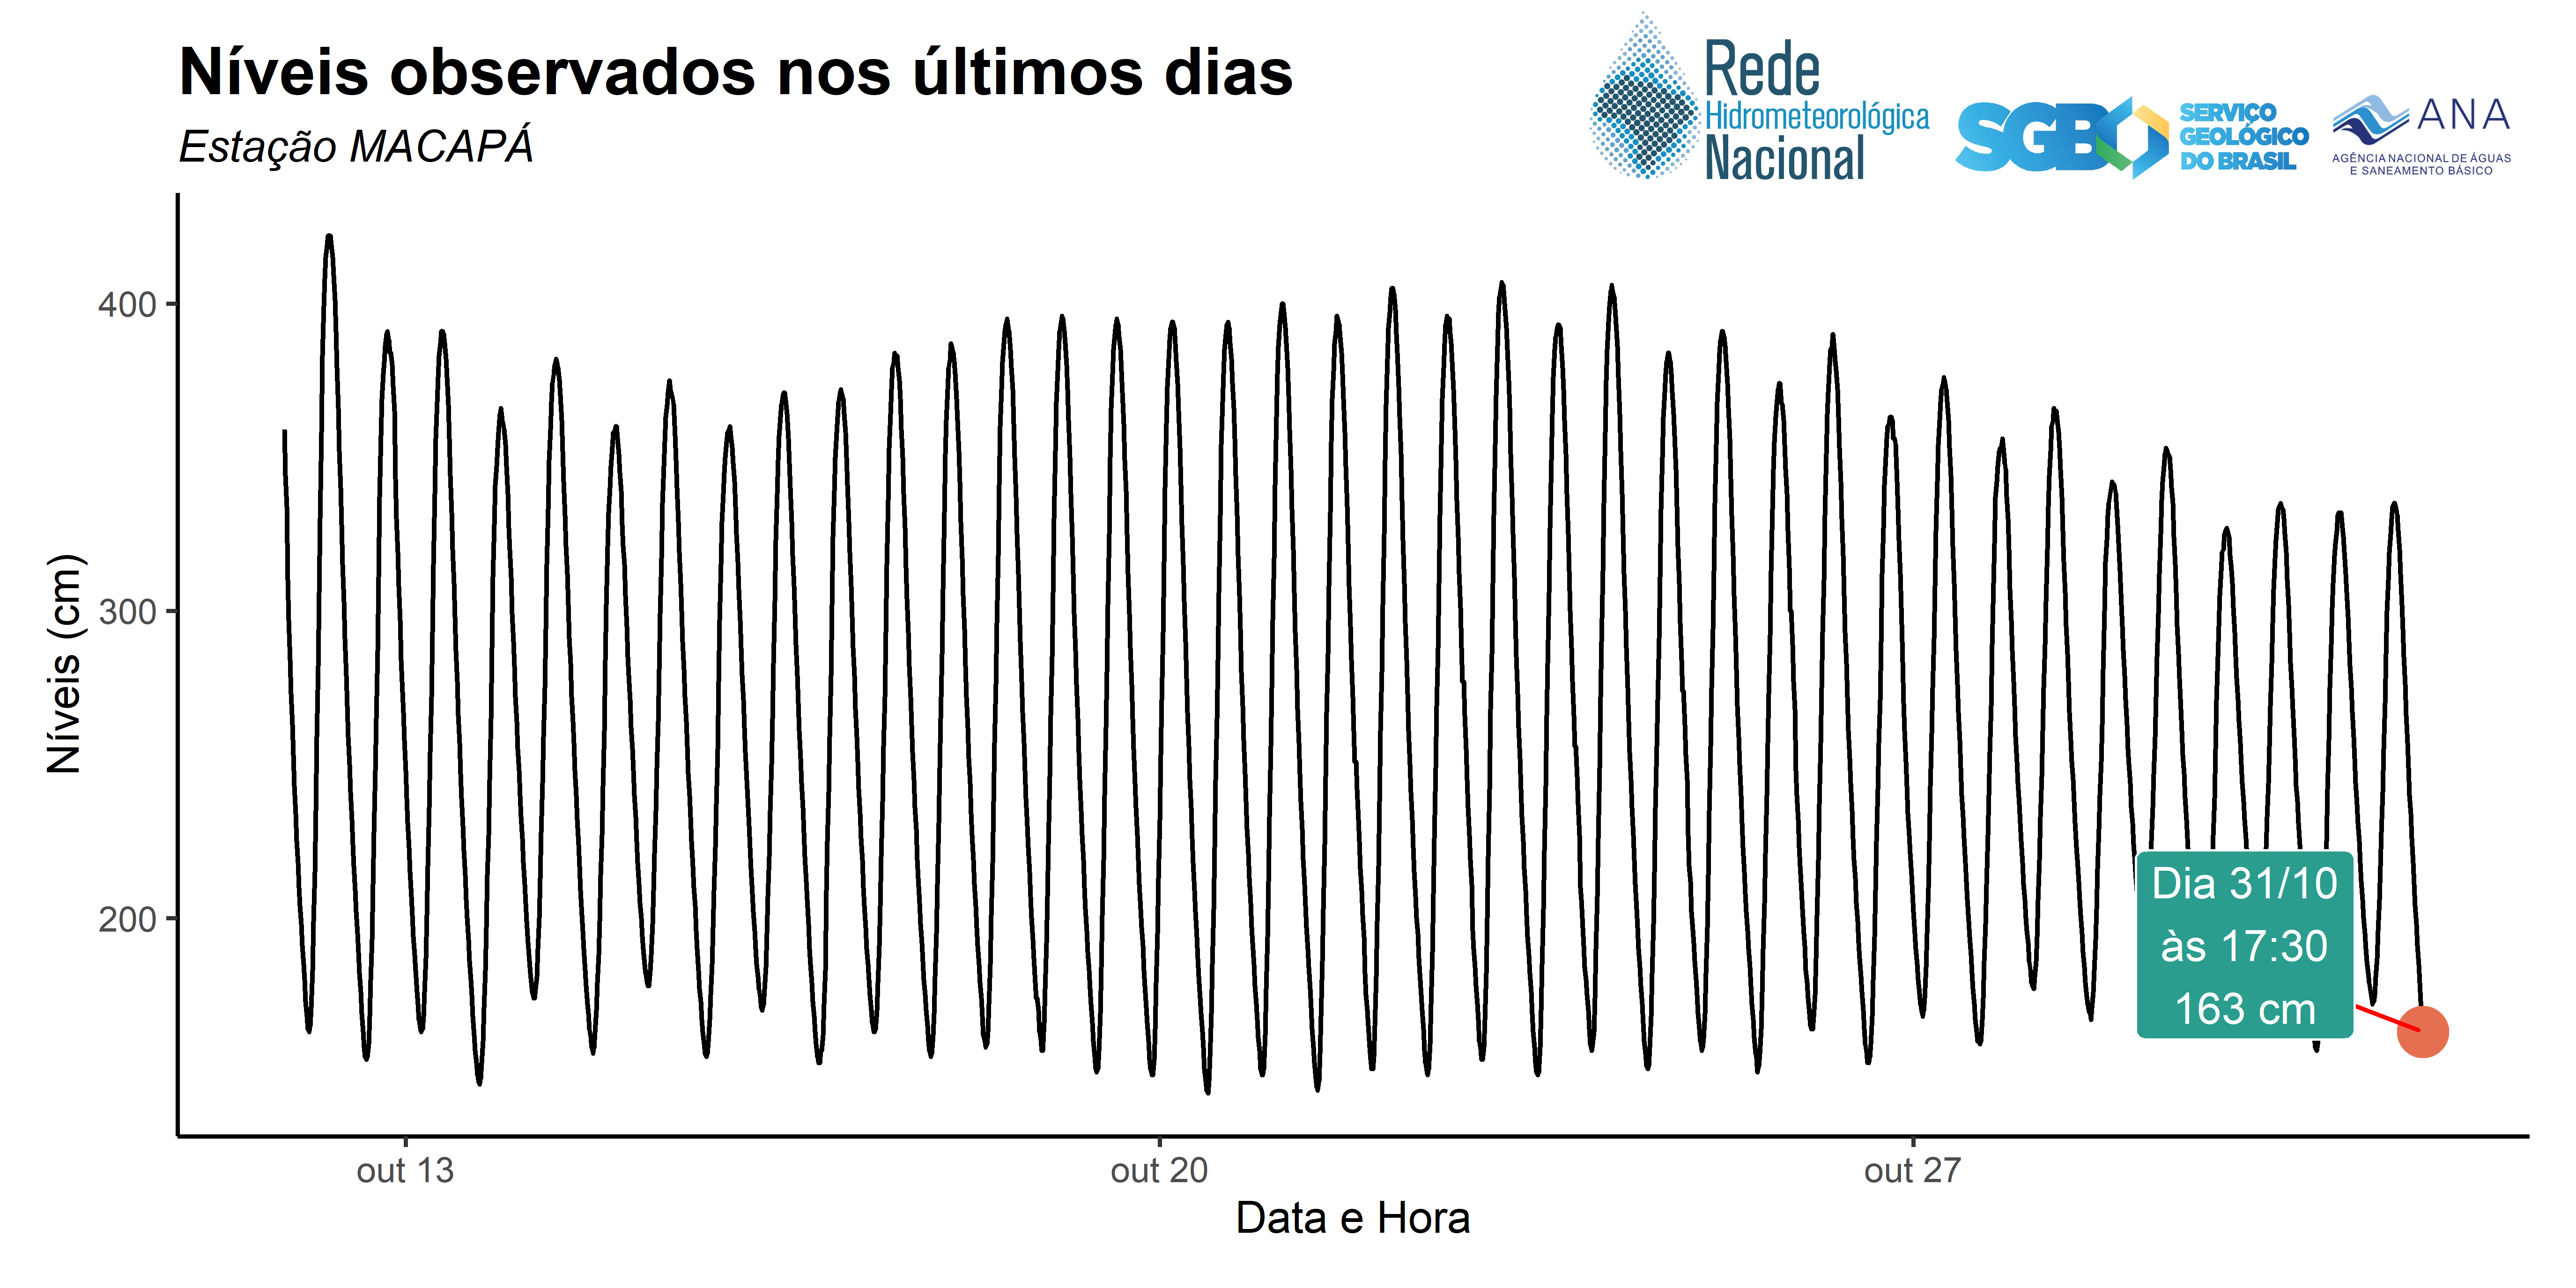 Níveis observados nos últimos dias
Estação MACAPÁ
Rede
Hidrometeorológica
Nacional
SGB
SERVIÇO
GEOLÓGICO
DO BRASIL
ANA
AGÊNCIA NACIONAL DE ÁGUAS
E SANEAMENTO BÁSICO
Níveis (cm)
400
300
200
Dia 31/10
às 17:30
163 cm
out 13
out 20
out 27
Data e Hora